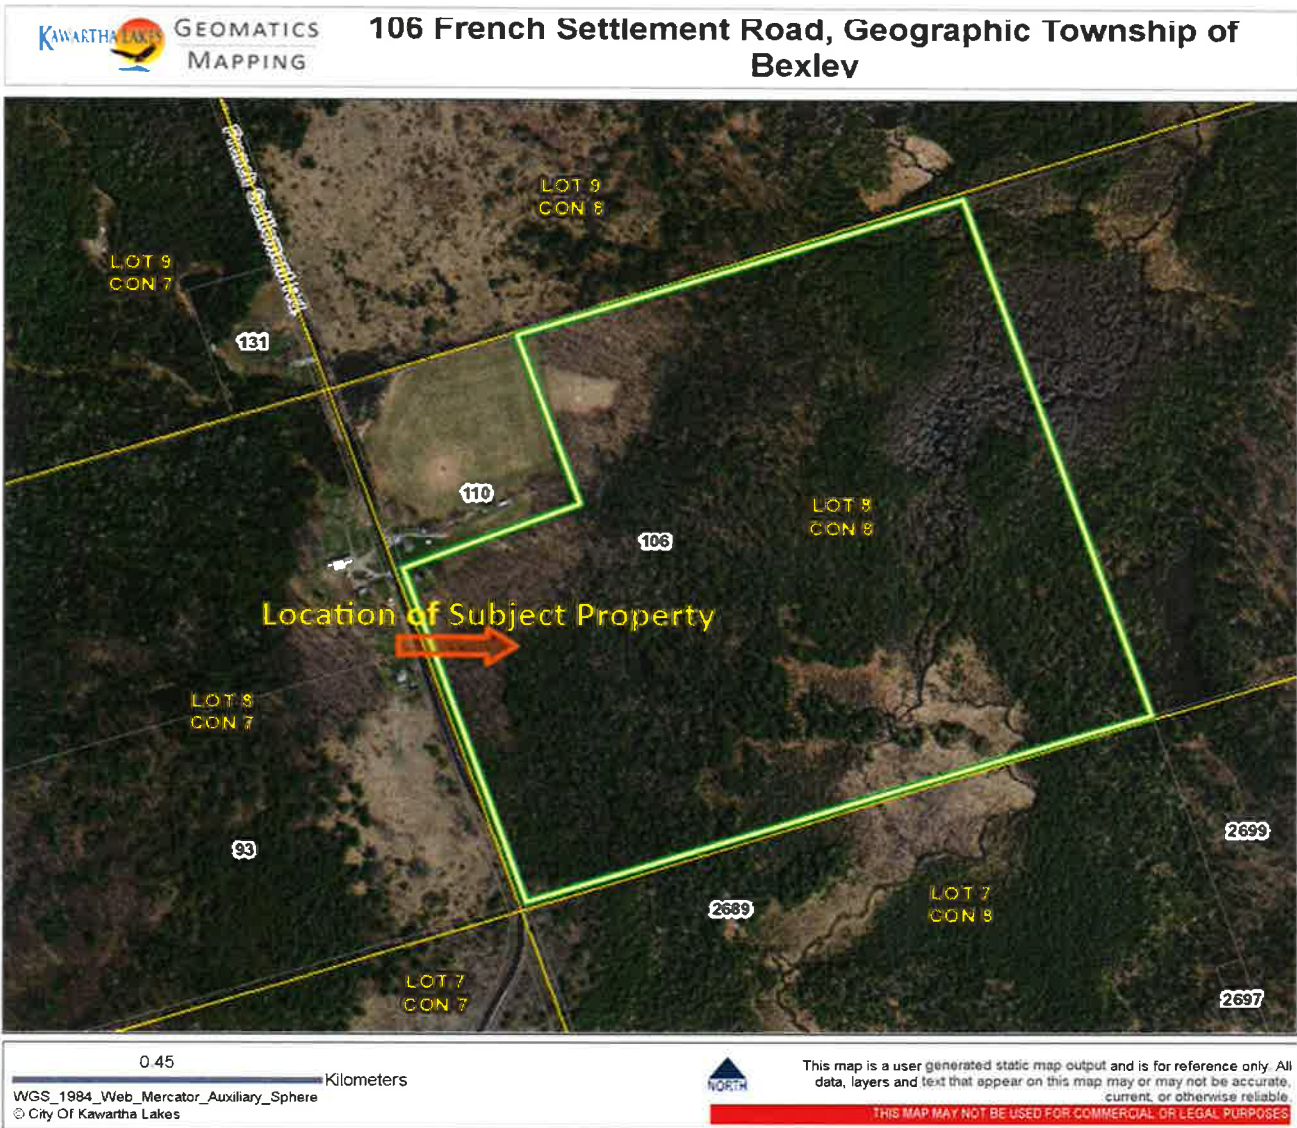 KAWARTHA LAKES
GEOMATICS
MAPPING
106 French Settlement Road, Geographic Township of
Bexley
French Settlement Rd
LOT 9
CON 8
LOT 9
CON 7
131
110
LOT 8
CON 8
106
Location of Subject Property
LOT 8
CON 7
93
2699
LOT 7
CON 8
2689
LOT 7
CON 7
2697
0.45
Kilometers
WGS_1984_Web_Mercator_Auxiliary_Sphere
© City Of Kawartha Lakes
NORTH
This map is a user generated static map output and is for reference only. All
data, layers and text that appear on this map may or may not be accurate,
current, or otherwise reliable.
THIS MAP MAY NOT BE USED FOR COMMERCIAL OR LEGAL PURPOSES